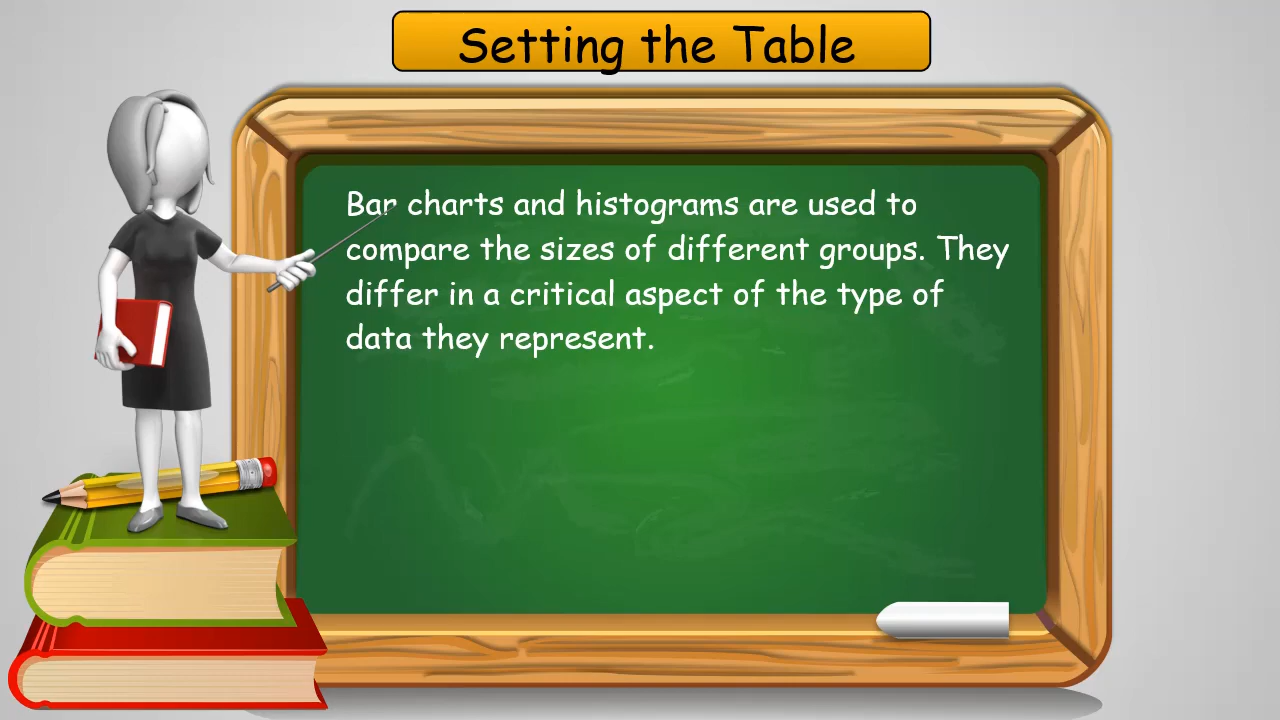 Setting the Table
Bar charts and histograms are used to
compare the sizes of different groups. They
differ in a critical aspect of the type of
data they represent.